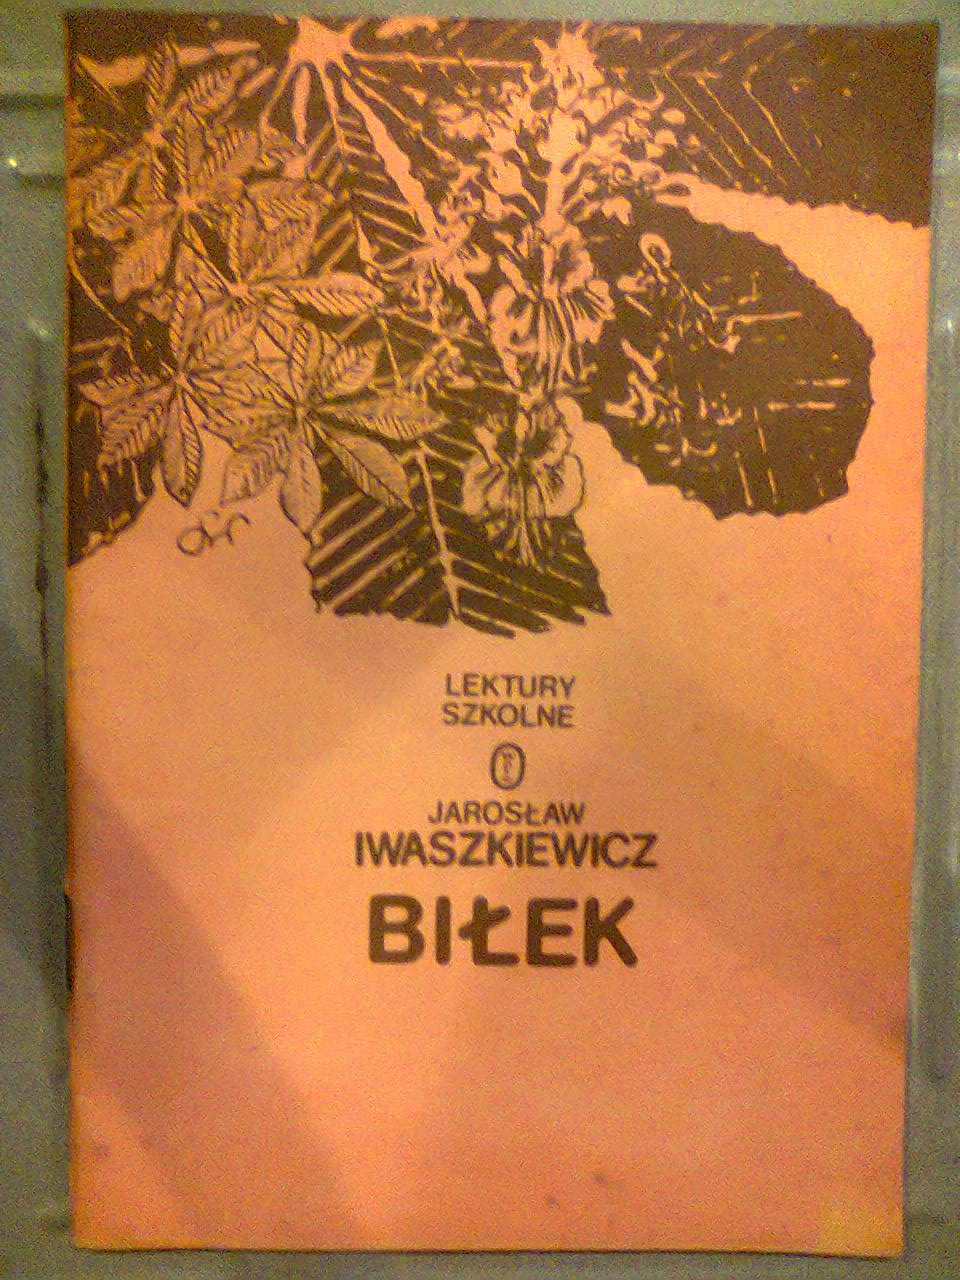 LEKTURY
SZKOLNE
JAROSŁAW
IWASZKIEWICZ
BIŁEK